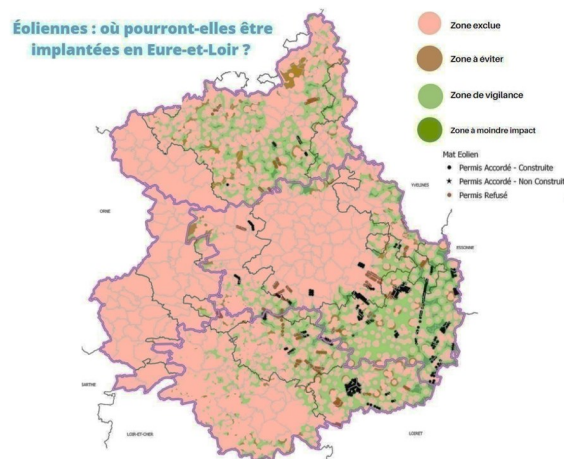 Éoliennes : où pourront-elles être
implantées en Eure-et-Loir ?
Zone exclue
Zone à éviter
Zone de vigilance
Zone à moindre impact
Mat Eolien
Permis Accordé - Construite
Permis Accordé - Non Construit
Permis Refusé
YVELINES
ORNE
ESSONNE
SARTHE
LOIR-ET-CHER
LOIRET